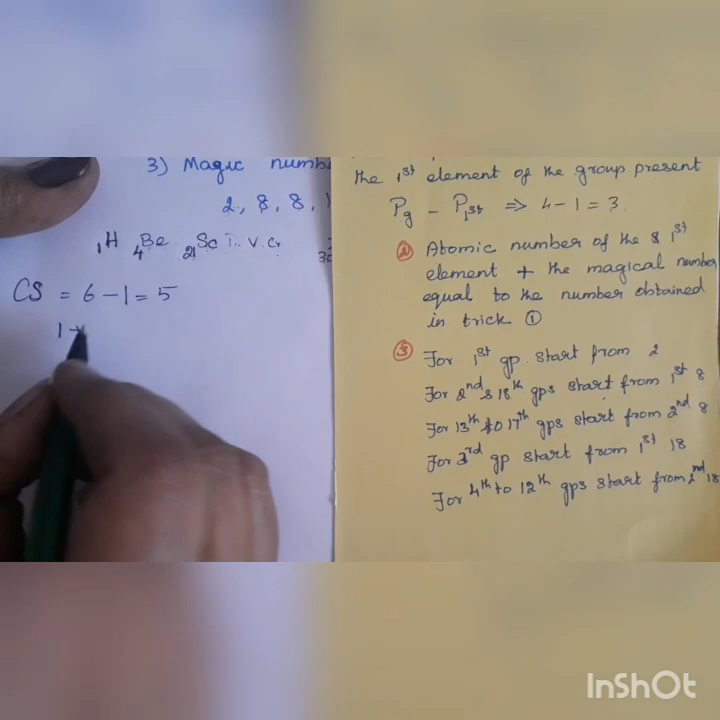 3) Magic numb
2, 8, 8, 1
1H 4Be 21Sc Ti V Cr
30
CS = 6 - 1 = 5
1 +
the 1st element of the group present
Pg - P1st ⇒ 4 - 1 = 3.
② Atomic number of the 8 1st
element + the magical number
equal to the number obtained
in trick ①
③ For 1st gp. start from 2
For 2nd & 18th gps start from 1st 8
For 13th to 17th gps start from 2nd 8
For 3rd gp start from 1st 18
For 4th to 12th gps start from 2nd 18
InShOt